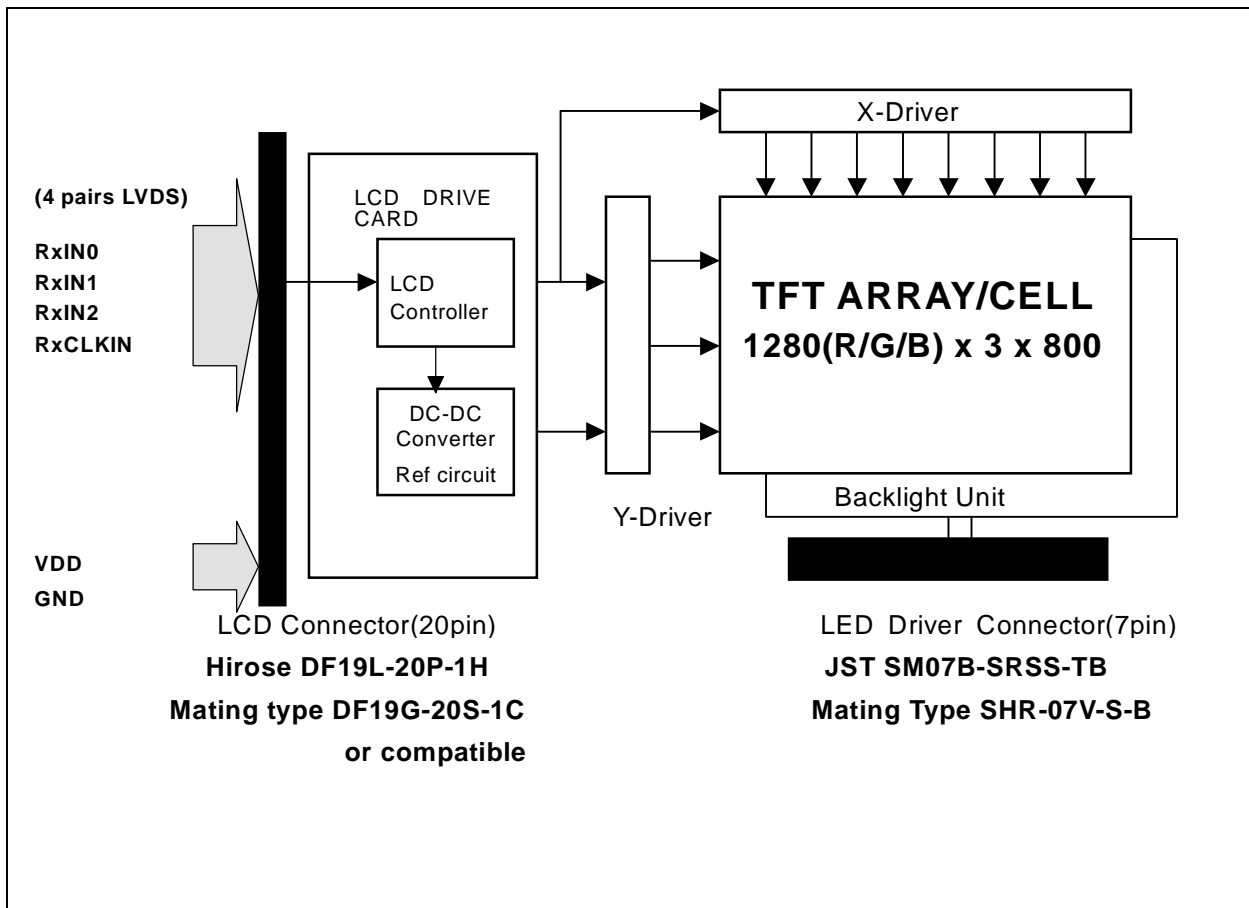 X-Driver
(4 pairs LVDS)
RxIN0
RxIN1
RxIN2
RxCLKIN
LCD DRIVE
CARD
LCD
Controller
DC-DC
Converter
Ref circuit
TFT ARRAY/CELL
1280(R/G/B) x 3 x 800
Y-Driver
Backlight Unit
VDD
GND
LCD Connector(20pin)
Hirose DF19L-20P-1H
Mating type DF19G-20S-1C
or compatible
LED Driver Connector(7pin)
JST SM07B-SRSS-TB
Mating Type SHR-07V-S-B